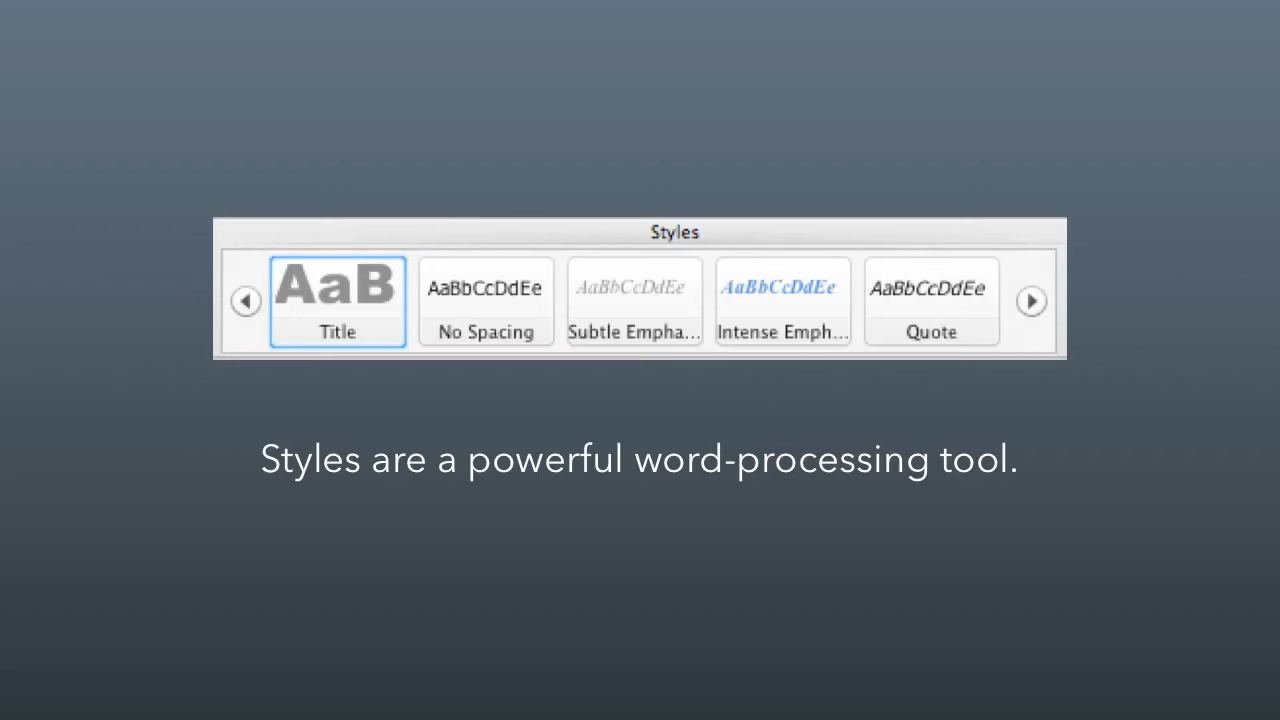 Styles
AaB AaBbCcDdEe AaBbCcDdEe AaBbCcDdEe AaBbCcDdEe
Title No Spacing Subtle Empha... Intense Emph... Quote
Styles are a powerful word-processing tool.